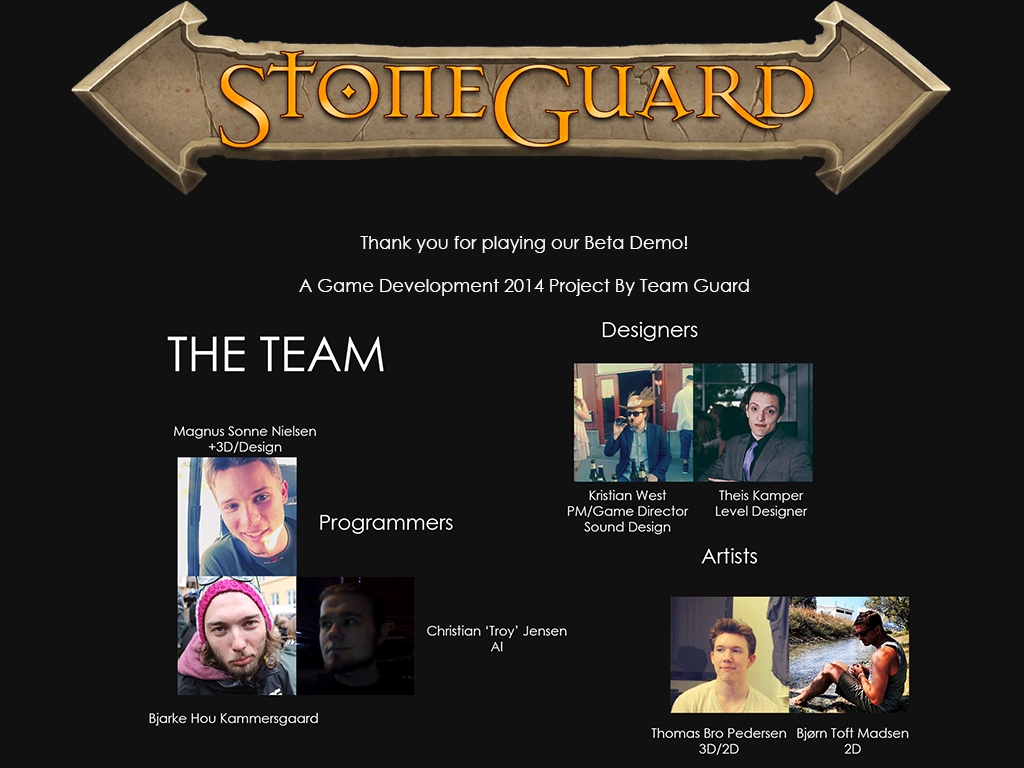 STONEGUARD
Thank you for playing our Beta Demo!
A Game Development 2014 Project By Team Guard
THE TEAM
Magnus Sonne Nielsen
+3D/Design
Programmers
Christian ‘Troy’ Jensen
AI
Bjarke Hou Kammersgaard
Designers
Kristian West
PM/Game Director
Sound Design
Theis Kamper
Level Designer
Artists
Thomas Bro Pedersen
3D/2D
Bjørn Toft Madsen
2D